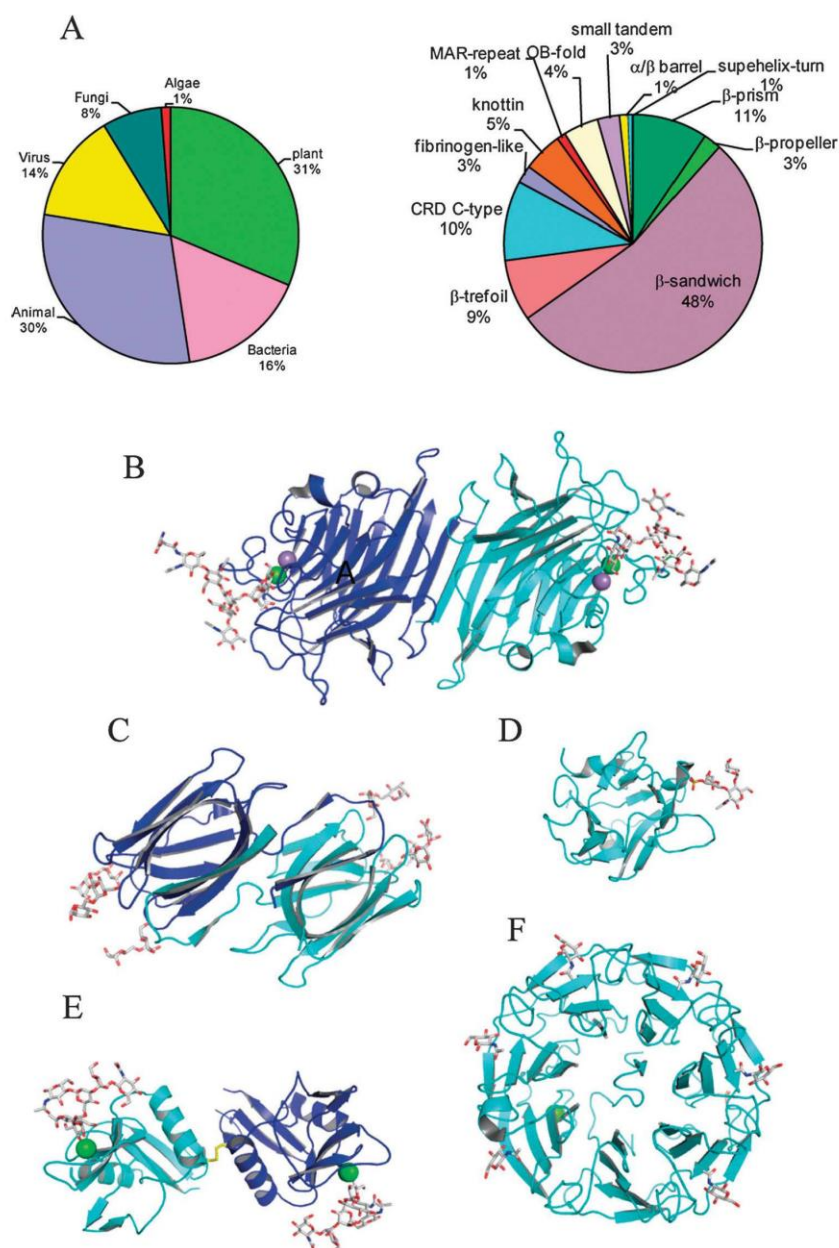 A
Algae
1%
Fungi
8%
Virus
14%
plant
31%
Animal
30%
Bacteria
16%
small tandem
3%
MAR-repeat
1%
OB-fold
4%
α/β barrel
1%
supehelix-turn
1%
knottin
5%
β-prism
11%
fibrinogen-like
3%
β-propeller
3%
CRD C-type
10%
β-sandwich
48%
β-trefoil
9%
B
A
C
D
E
F